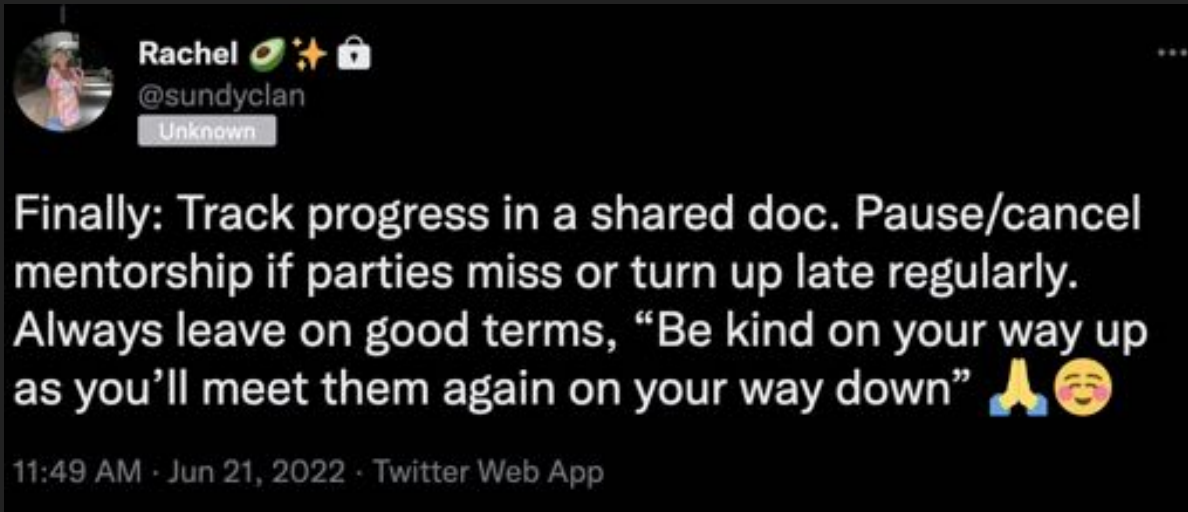 Rachel 🥑✨🔒
@sundyclan
Unknown
Finally: Track progress in a shared doc. Pause/cancel
mentorship if parties miss or turn up late regularly.
Always leave on good terms, “Be kind on your way up
as you’ll meet them again on your way down” 🙏☺️
11:49 AM · Jun 21, 2022 · Twitter Web App